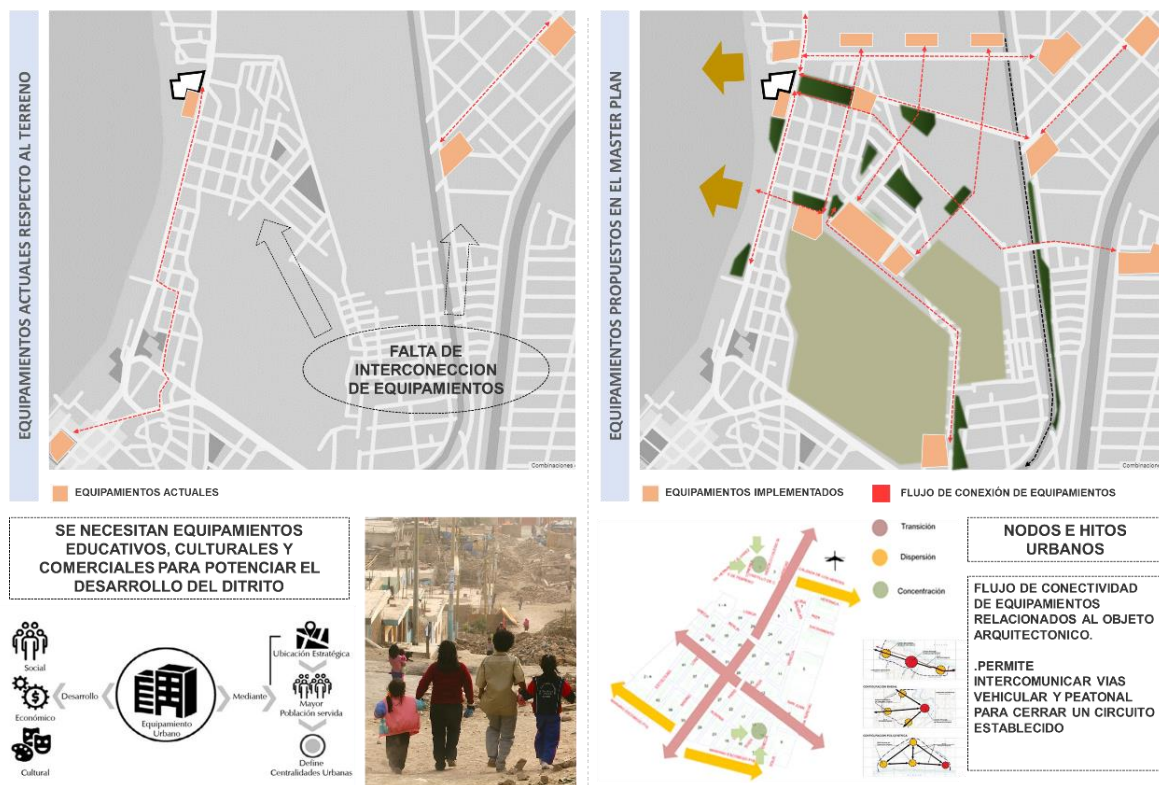 EQUIPAMIENTOS ACTUALES RESPECTO AL TERRENO
FALTA DE
INTERCONECCION
DE EQUIPAMIENTOS
Combinaciones
EQUIPAMIENTOS ACTUALES
SE NECESITAN EQUIPAMIENTOS
EDUCATIVOS, CULTURALES Y
COMERCIALES PARA POTENCIAR EL
DESARROLLO DEL DITRITO
Social
Económico
Cultural
Desarrollo
Equipamiento
Urbano
Mediante
Ubicación Estratégica
Mayor
Población servida
Define
Centralidades Urbanas
EQUIPAMIENTOS PROPUESTOS EN EL MASTER PLAN
Combinaciones
EQUIPAMIENTOS IMPLEMENTADOS
FLUJO DE CONEXIÓN DE EQUIPAMIENTOS
Transición
Dispersión
Concentración
NODOS E HITOS
URBANOS
FLUJO DE CONECTIVIDAD
DE EQUIPAMIENTOS
RELACIONADOS AL OBJETO
ARQUITECTONICO.
.PERMITE
INTERCOMUNICAR VIAS
VEHICULAR Y PEATONAL
PARA CERRAR UN CIRCUITO
ESTABLECIDO